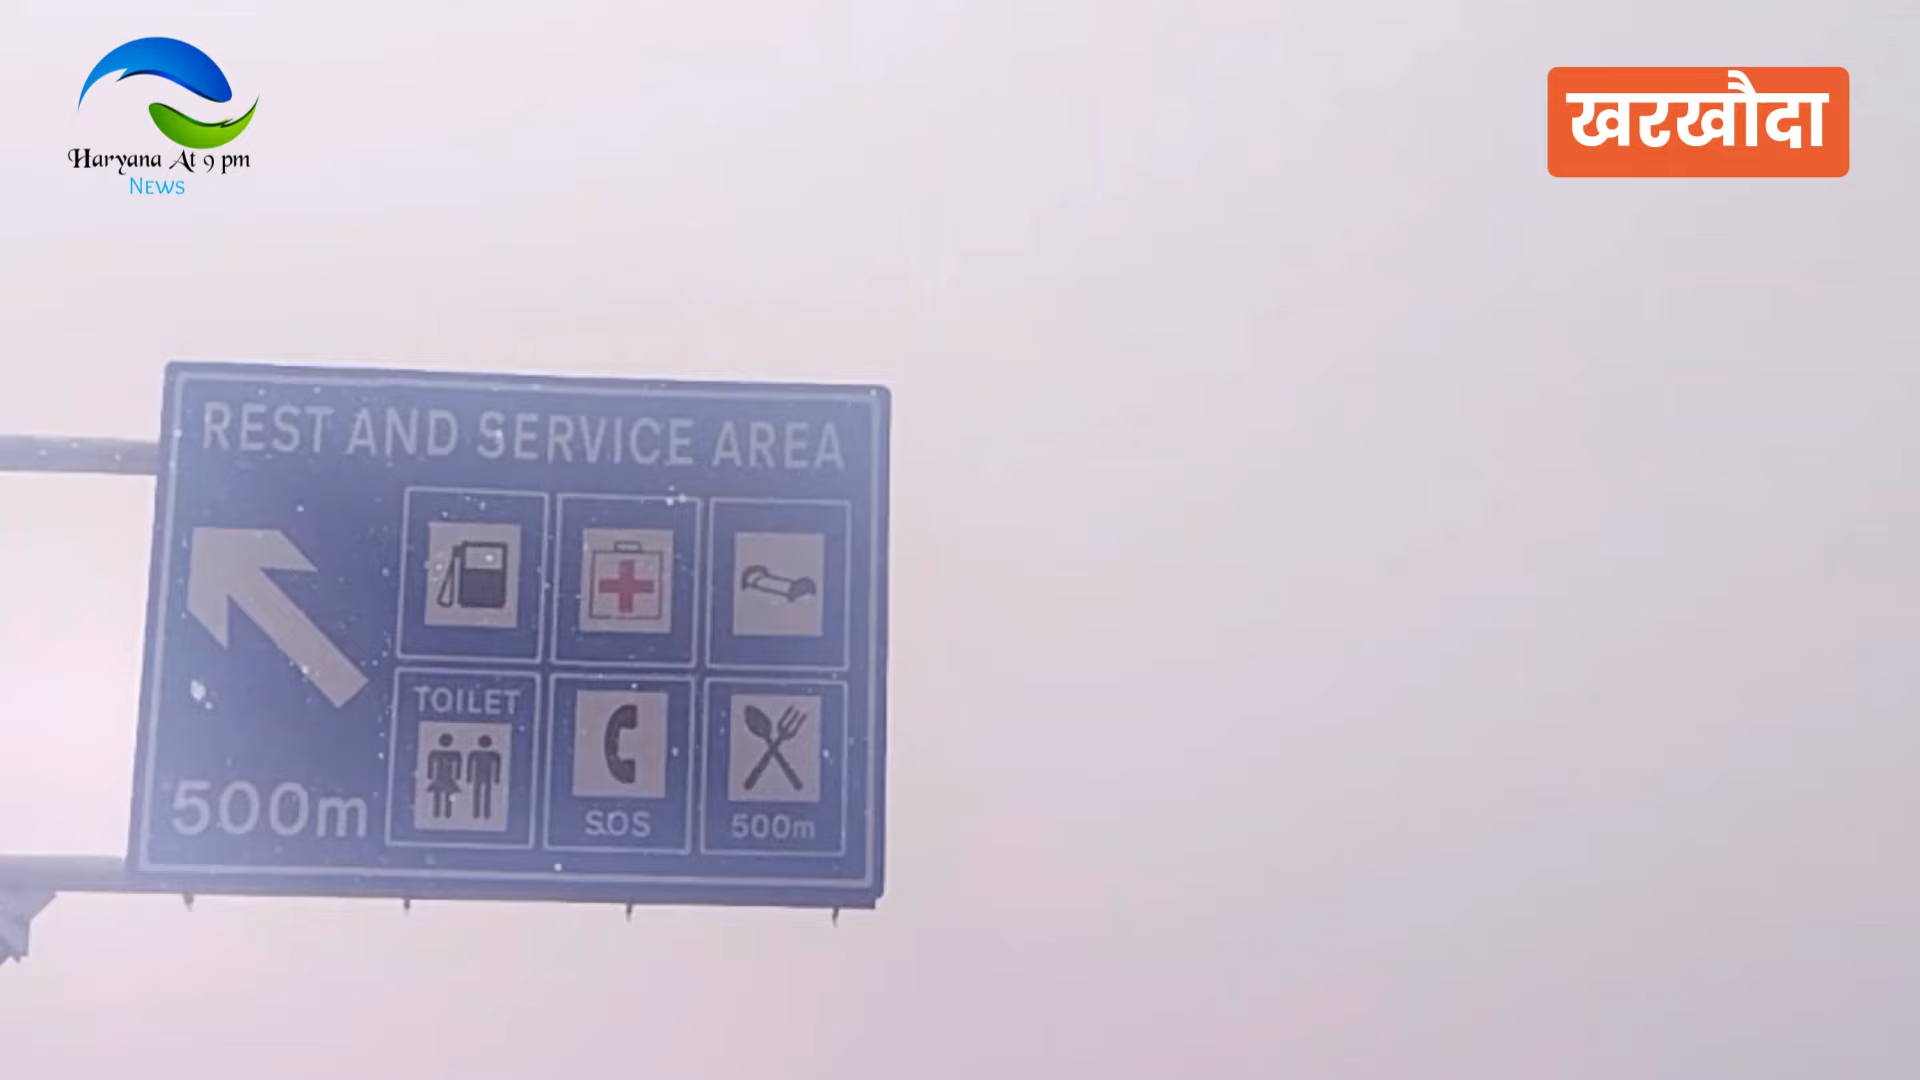 Haryana At 9 pm
News
खरखौदा
REST AND SERVICE AREA
TOILET
500m
SOS
500m